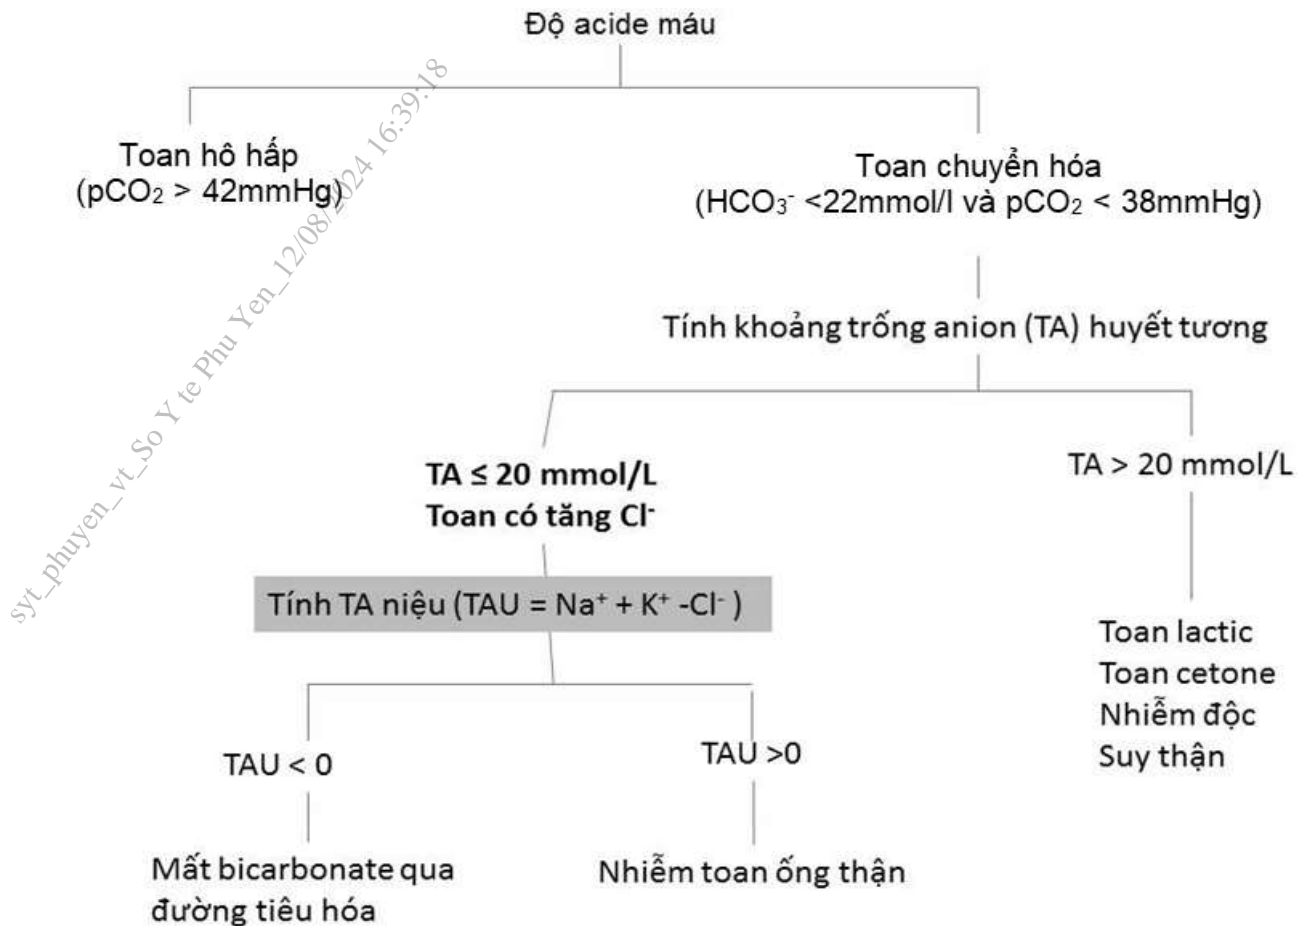 Độ acide máu
Toan hô hấp
(pCO₂ > 42mmHg)
Toan chuyển hóa
(HCO₃⁻ <22mmol/l và pCO₂ < 38mmHg)
syt_phuyen_vt_So Y te Phu Yen_12/08/2024 16:39:18
Tính khoảng trống anion (TA) huyết tương
TA ≤ 20 mmol/L
Toan có tăng Cl⁻
TA > 20 mmol/L
Tính TA niệu (TAU = Na⁺ + K⁺ -Cl⁻ )
Toan lactic
Toan cetone
Nhiễm độc
Suy thận
TAU < 0
TAU >0
Mất bicarbonate qua
đường tiêu hóa
Nhiễm toan ống thận